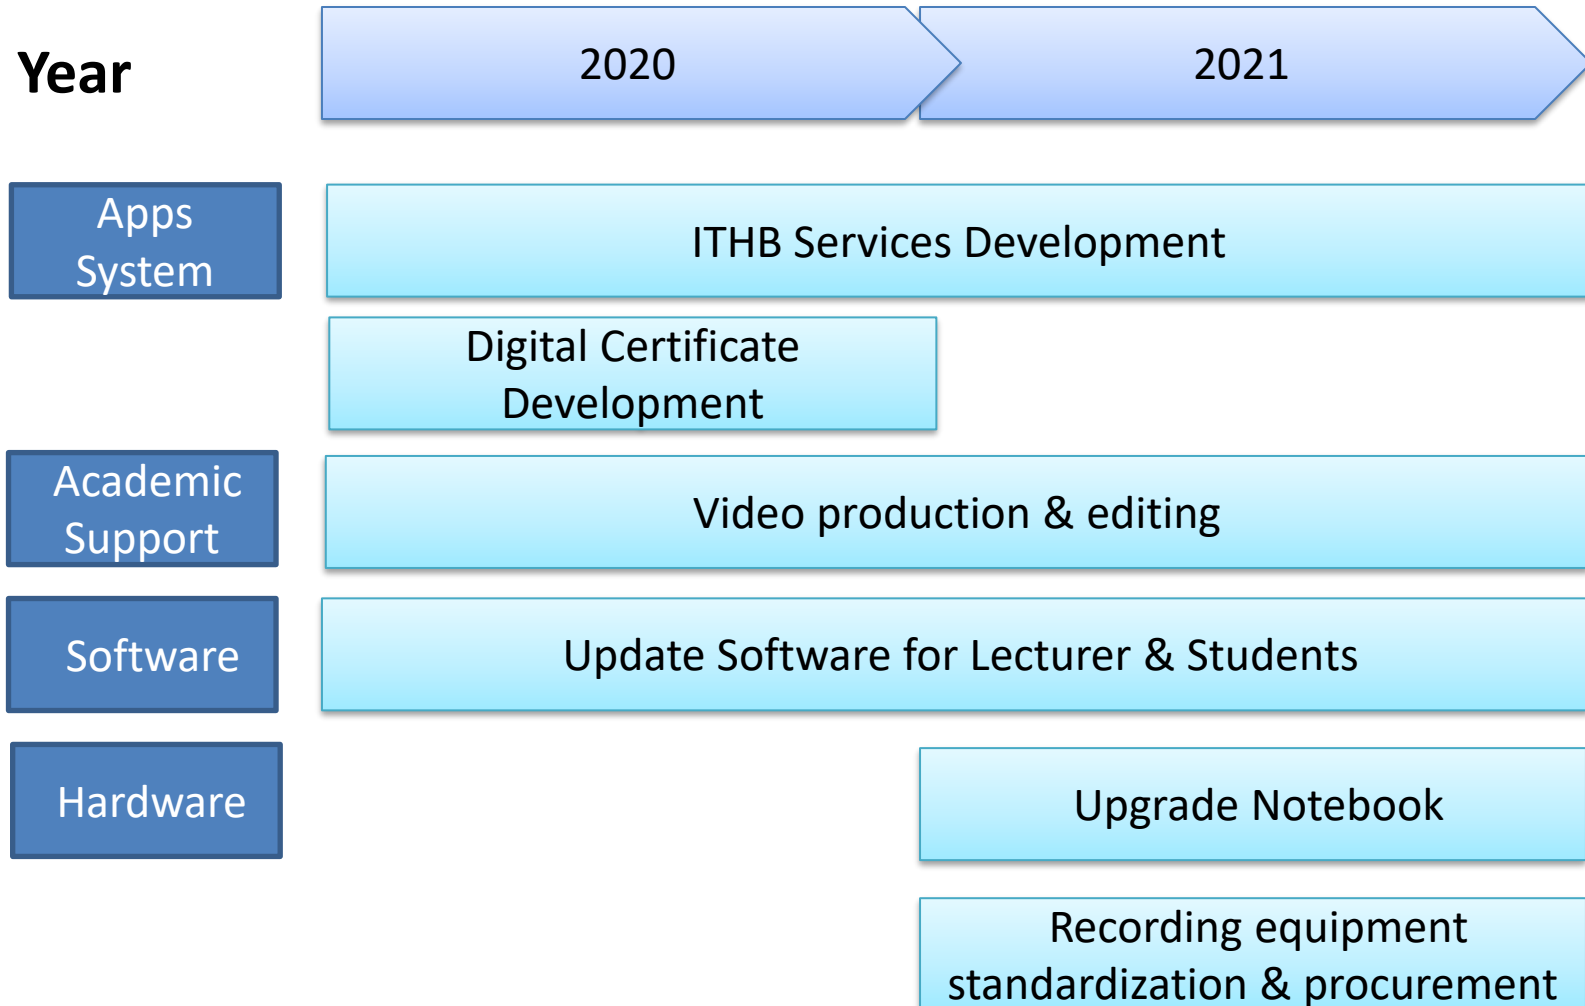 Year
2020
2021
Apps
System
ITHB Services Development
Digital Certificate
Development
Academic
Support
Video production & editing
Software
Update Software for Lecturer & Students
Hardware
Upgrade Notebook
Recording equipment
standardization & procurement